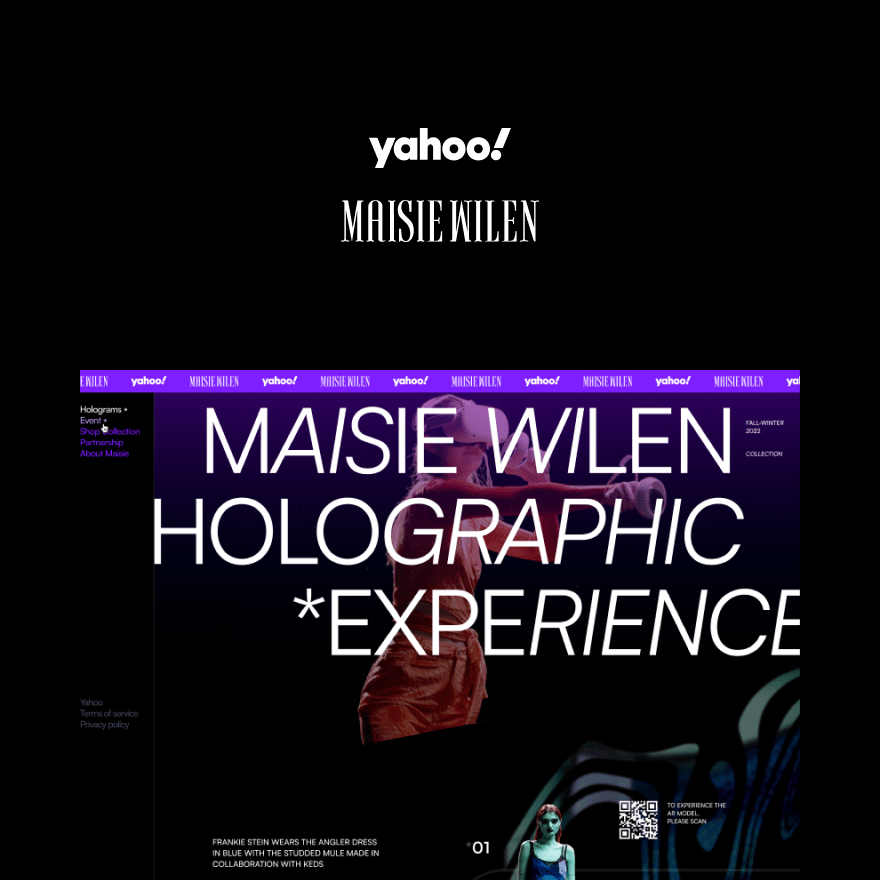 yahoo!
MAISIE WILEN
E WILEN yahoo! MAISIE WILEN yahoo! MAISIE WILEN yahoo! MAISIE WILEN yahoo! MAISIE WILEN yahoo! MAISIE WILEN ya
Holograms
Event
Shop Collection
Partnership
About Maisie
MAISIE WILEN
HOLOGRAPHIC
*EXPERIENCE
FALL-WINTER
2022
COLLECTION
Yahoo
Terms of service
Privacy policy
FRANKIE STEIN WEARS THE ANGLER DRESS
IN BLUE WITH THE STUDDED MULE MADE IN
COLLABORATION WITH KEDS
*01
TO EXPERIENCE THE
AR MODEL,
PLEASE SCAN